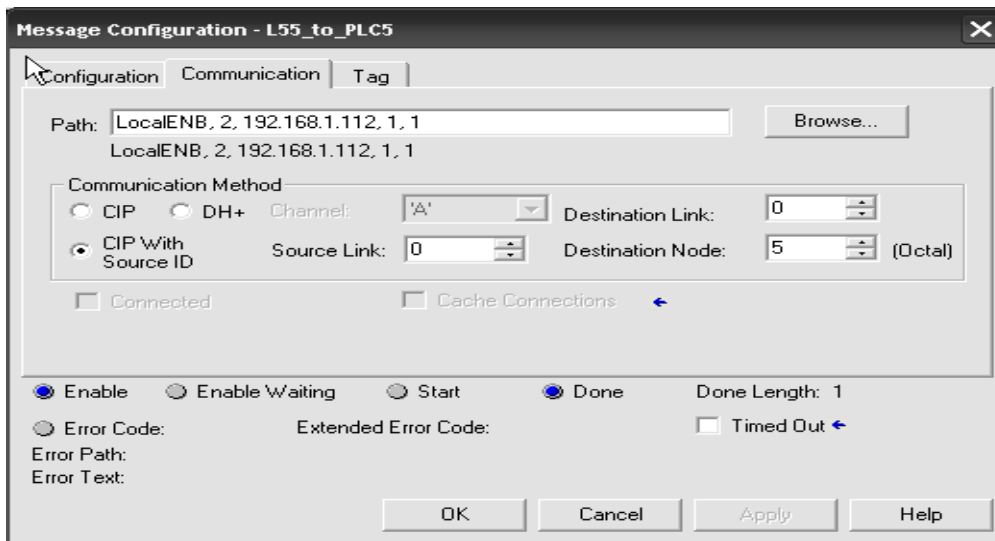 Message Configuration - L55_to_PLC5
Configuration Communication Tag
Path: LocalENB, 2, 192.168.1.112, 1, 1 Browse...
LocalENB, 2, 192.168.1.112, 1, 1
Communication Method
CIP DH+ Channel: 'A' Destination Link: 0
CIP With Source ID Source Link: 0 Destination Node: 5 (Octal)
Connected Cache Connections ←
Enable Enable Waiting Start Done Done Length: 1
Error Code: Extended Error Code: Timed Out ←
Error Path:
Error Text:
OK Cancel Apply Help